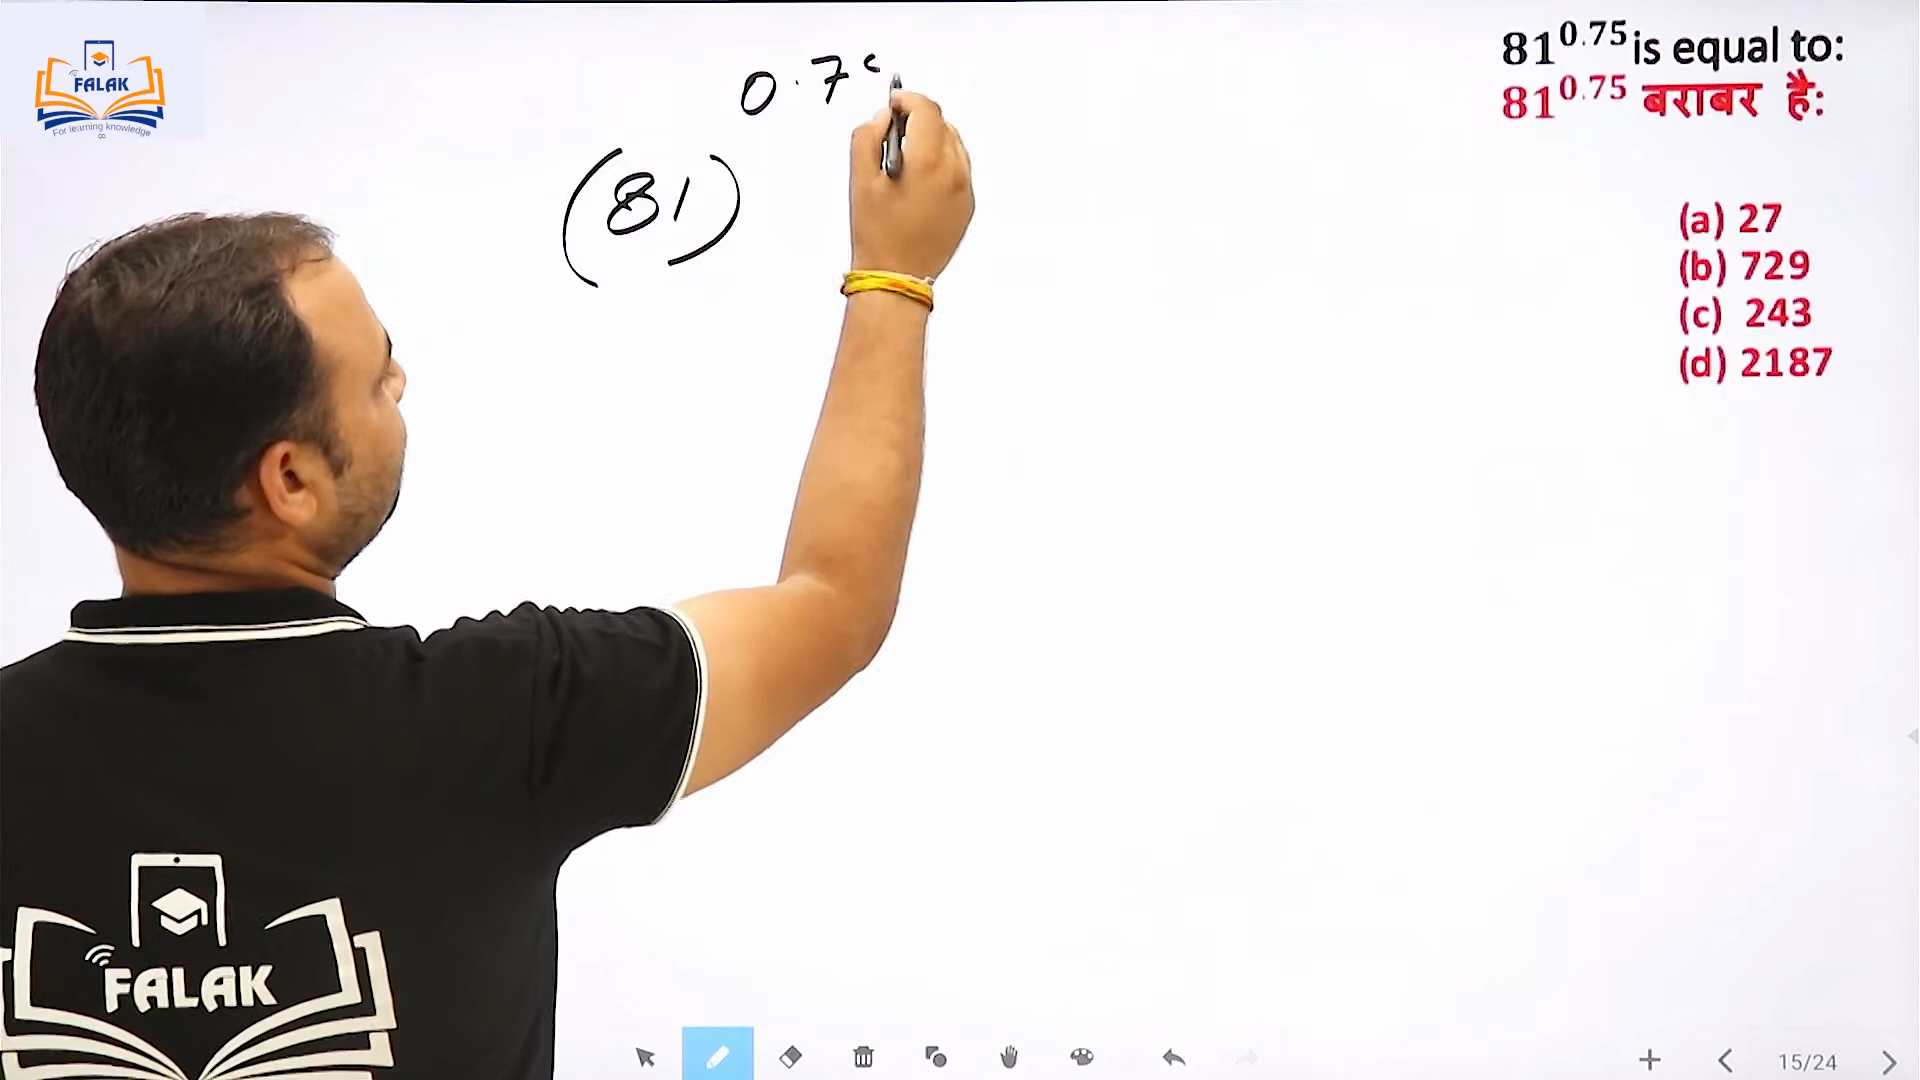 FALAK
For learning knowledge
81^0.75 is equal to:
81^0.75 बराबर है:
0.7
(81)
(a) 27
(b) 729
(c) 243
(d) 2187
FALAK
15/24